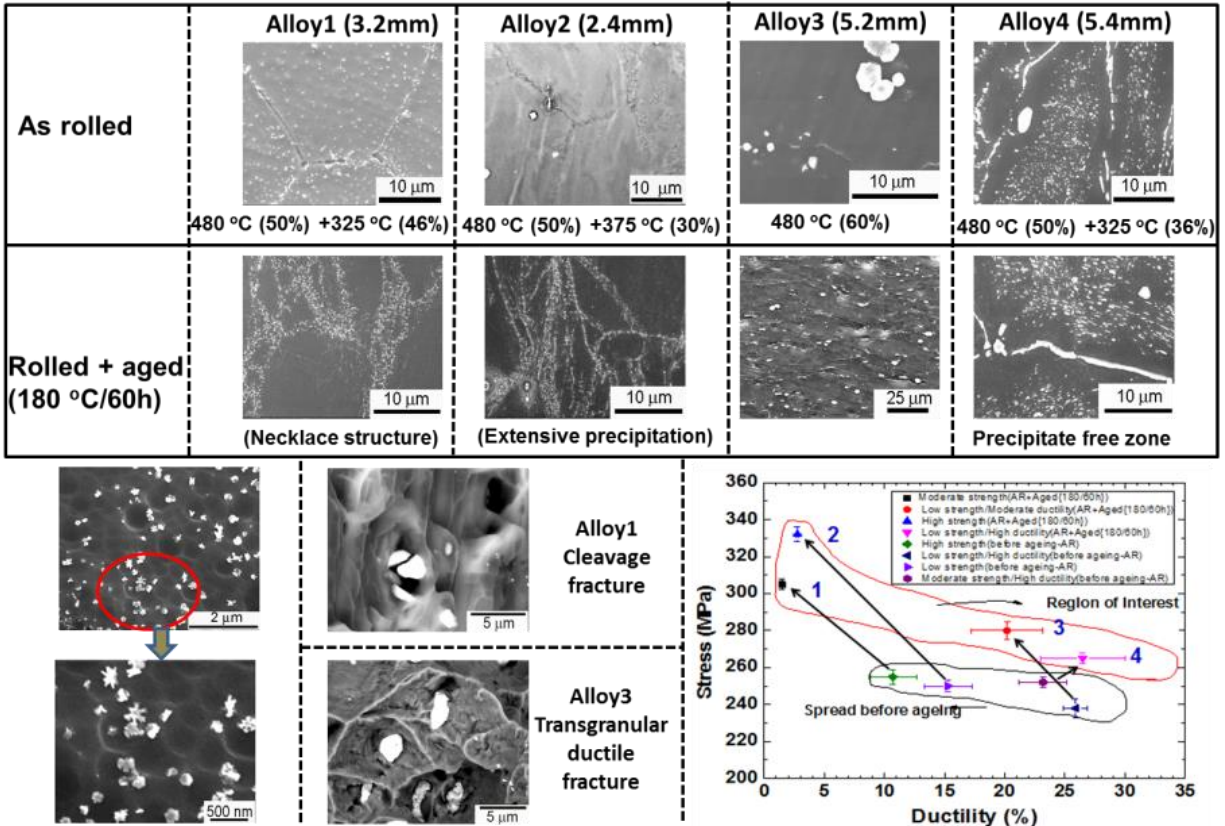 Alloy1 (3.2mm)
Alloy2 (2.4mm)
Alloy3 (5.2mm)
Alloy4 (5.4mm)
As rolled
10 µm
10 µm
10 µm
10 µm
480 °C (50%) +325 °C (46%)
480 °C (50%) +375 °C (30%)
480 °C (60%)
480 °C (50%) +325 °C (36%)
Rolled + aged
(180 °C/60h)
10 µm
10 µm
25 µm
10 µm
(Necklace structure)
(Extensive precipitation)
Precipitate free zone
2 µm
500 nm
5 µm
Alloy1
Cleavage
fracture
5 µm
Alloy3
Transgranular
ductile
fracture
Stress (MPa)
360
340
320
300
280
260
240
220
200
Moderate strength(AR+Aged[180/60h])
Low strength/Moderate ductility(AR+Aged[180/60h])
High strength(AR+Aged[180/60h])
Low strength/High ductility(AR+Aged[180/60h])
High strength(before ageing-AR)
Low strength/High ductility(before ageing-AR)
Low strength(before ageing-AR)
Moderate strength/High ductility(before ageing-AR)
2
1
Region of Interest
3
4
Spread before ageing
0 5 10 15 20 25 30 35
Ductility (%)